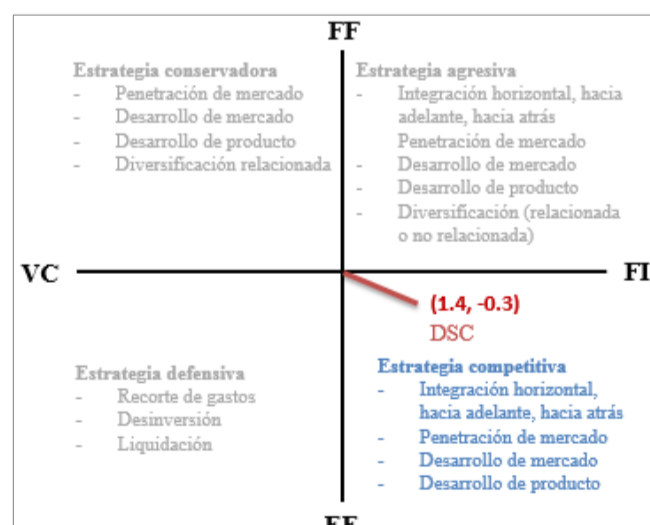 FF
Estrategia conservadora
- Penetración de mercado
- Desarrollo de mercado
- Desarrollo de producto
- Diversificación relacionada
Estrategia agresiva
- Integración horizontal, hacia
adelante, hacia atrás
Penetración de mercado
- Desarrollo de mercado
- Desarrollo de producto
- Diversificación (relacionada
o no relacionada)
VC
FI
(1.4, -0.3)
DSC
Estrategia defensiva
- Recorte de gastos
- Desinversión
- Liquidación
Estrategia competitiva
- Integración horizontal,
hacia adelante, hacia atrás
- Penetración de mercado
- Desarrollo de mercado
- Desarrollo de producto